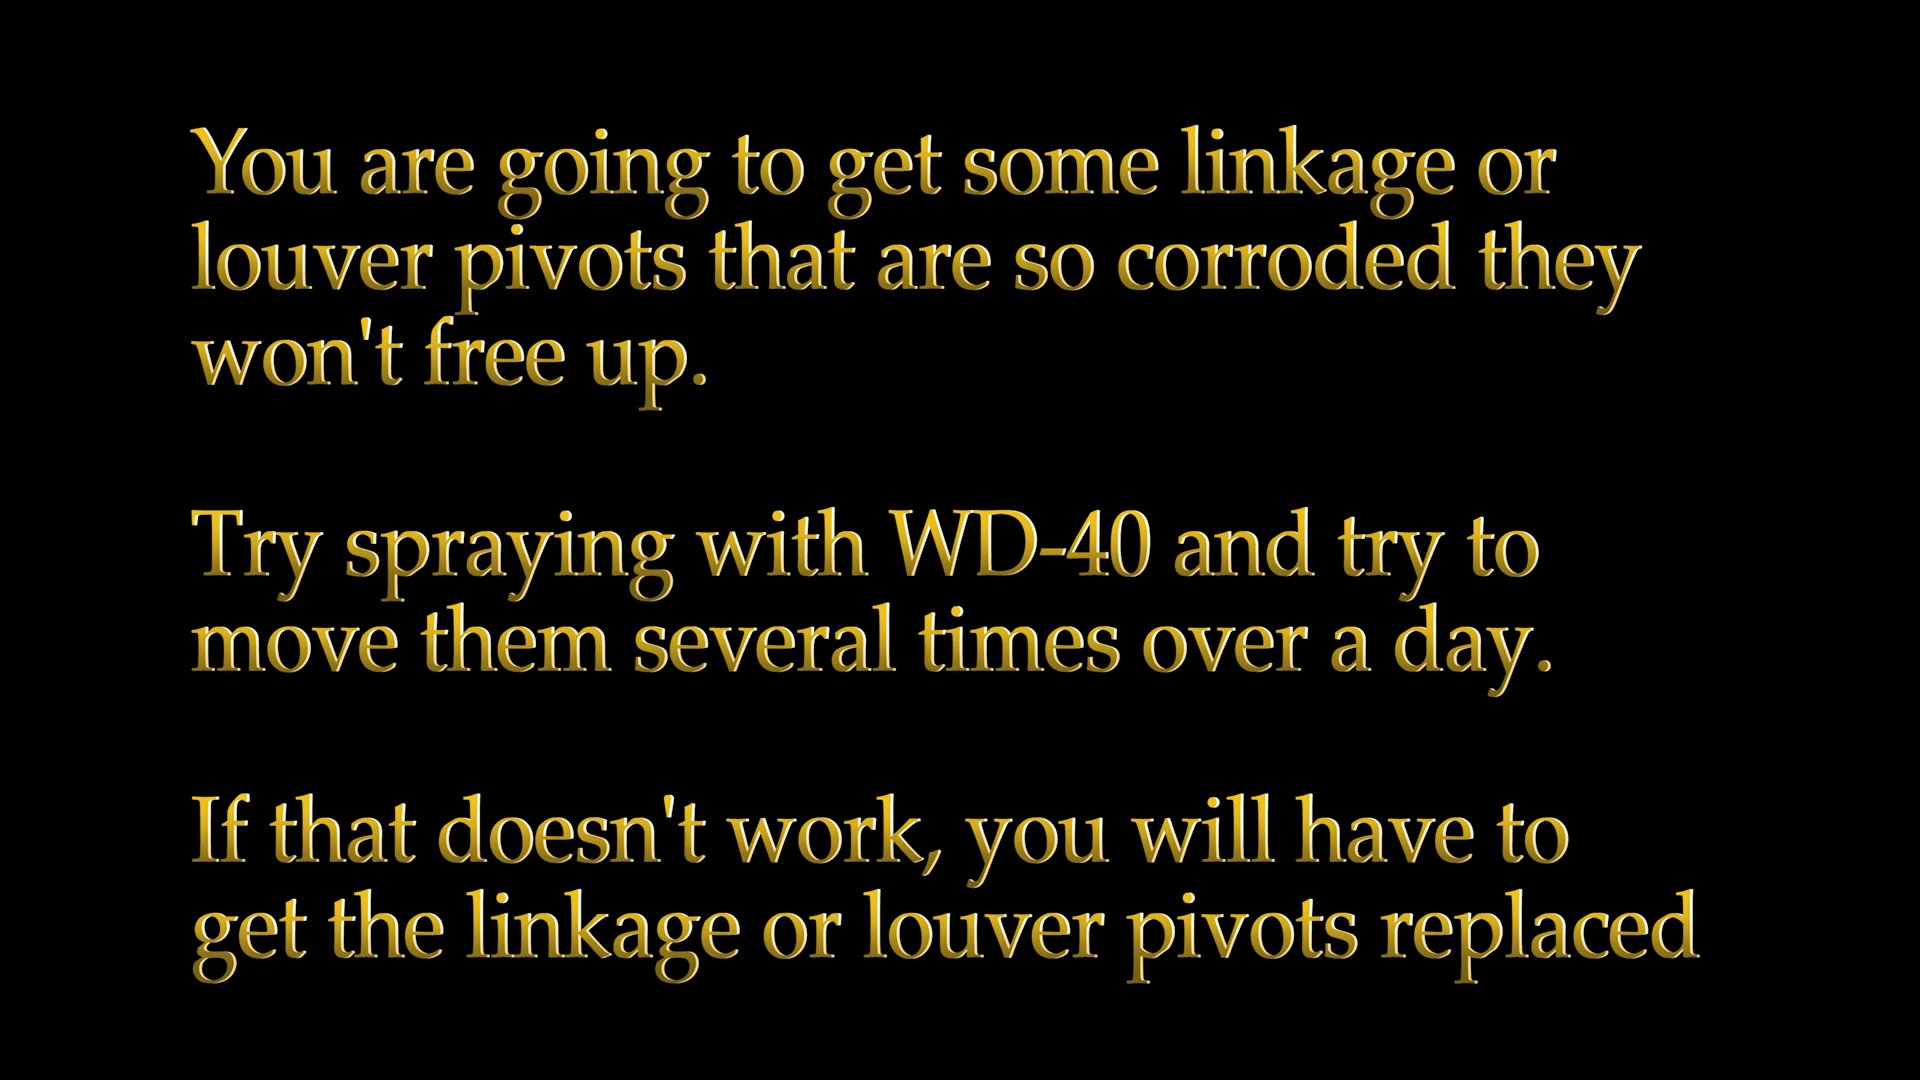 You are going to get some linkage or
louver pivots that are so corroded they
won't free up.
Try spraying with WD-40 and try to
move them several times over a day.
If that doesn't work, you will have to
get the linkage or louver pivots replaced